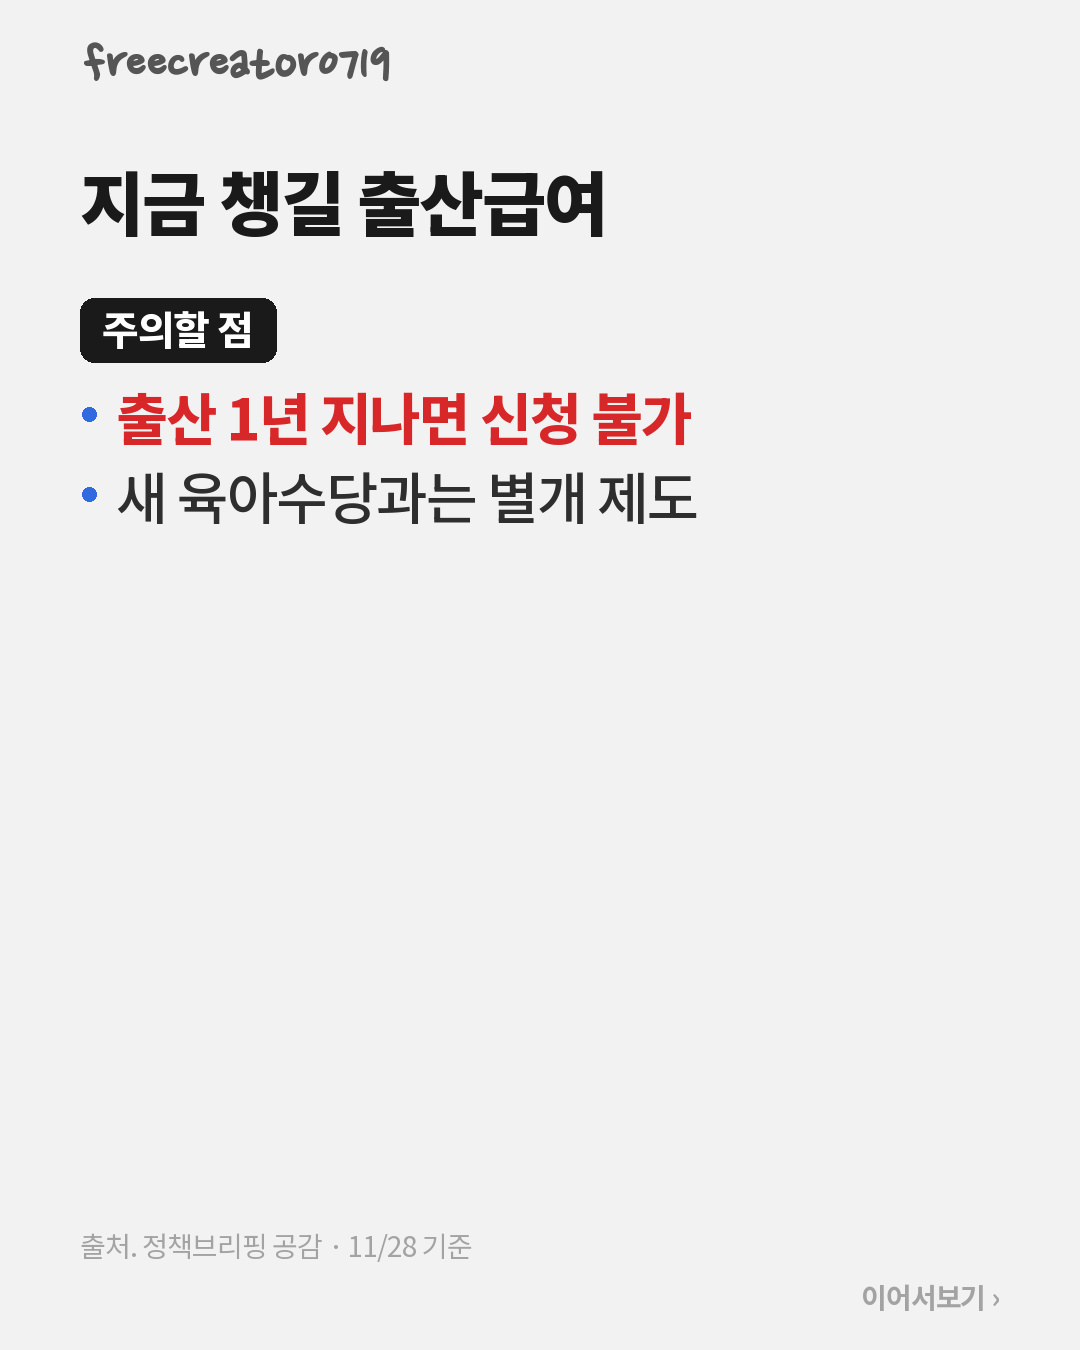 freecreator0719
지금 챙길 출산급여
주의할 점
• 출산 1년 지나면 신청 불가
• 새 육아수당과는 별개 제도
출처. 정책브리핑 공감 · 11/28 기준
이어서보기 ›